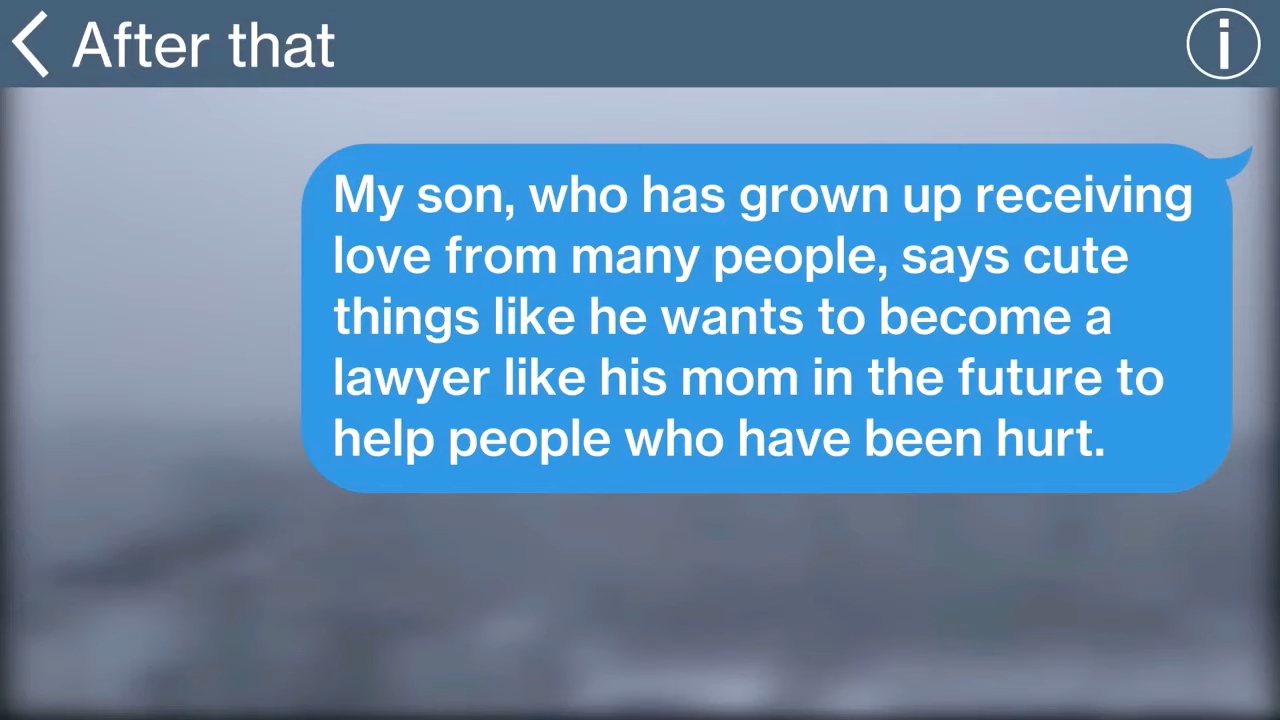 After that
My son, who has grown up receiving
love from many people, says cute
things like he wants to become a
lawyer like his mom in the future to
help people who have been hurt.